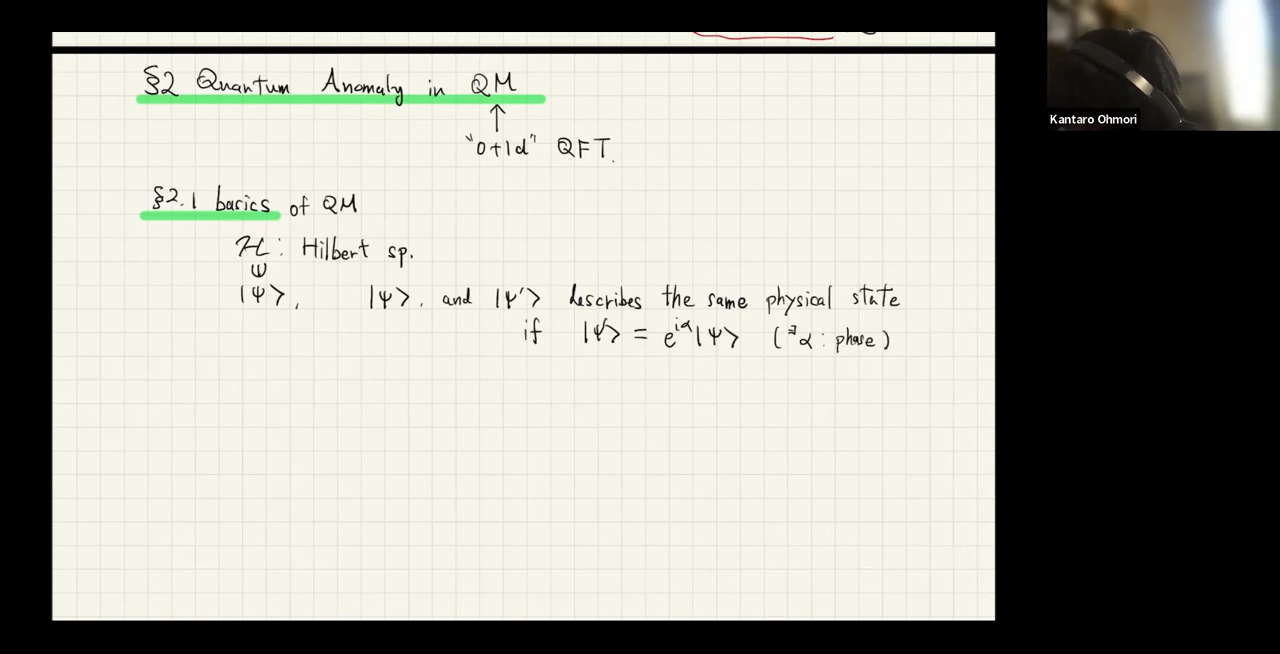 §2 Quantum Anomaly in QM
↑
"0+1d" QFT.
§2.1 barics of QM
ℋ : Hilbert sp.
Ψ
|ψ⟩, |ψ⟩, and |ψ'⟩ describes the same physical state
if |ψ'⟩ = e^{iα}|ψ⟩ (∃α : phase)
Kantaro Ohmori